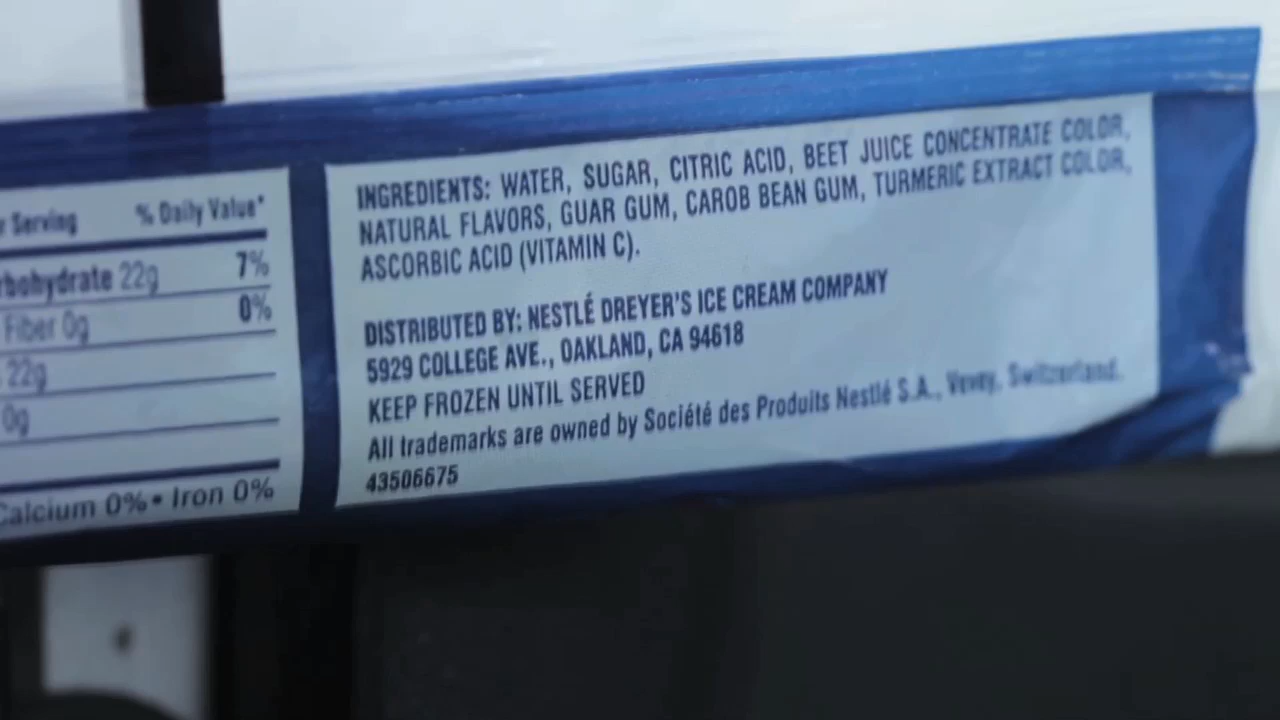 r Serving % Daily Value*
rbohydrate 22g 7%
Fiber 0g 0%
22g
0g
Calcium 0% • Iron 0%
INGREDIENTS: WATER, SUGAR, CITRIC ACID, BEET JUICE CONCENTRATE COLOR,
NATURAL FLAVORS, GUAR GUM, CAROB BEAN GUM, TURMERIC EXTRACT COLOR,
ASCORBIC ACID (VITAMIN C).
DISTRIBUTED BY: NESTLÉ DREYER'S ICE CREAM COMPANY
5929 COLLEGE AVE., OAKLAND, CA 94618
KEEP FROZEN UNTIL SERVED
All trademarks are owned by Société des Produits Nestlé S.A., Vevey, Switzerland.
43506675